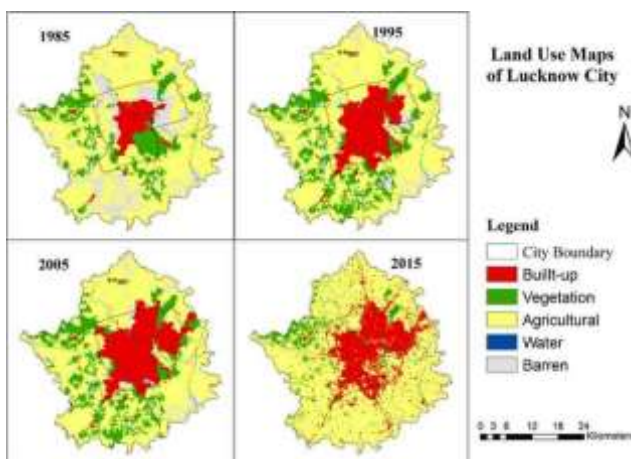 1985
1995
2005
2015
Land Use Maps
of Lucknow City
N
Legend
City Boundary
Built-up
Vegetation
Agricultural
Water
Barren
0 3 6 12 18 24
Kilometers